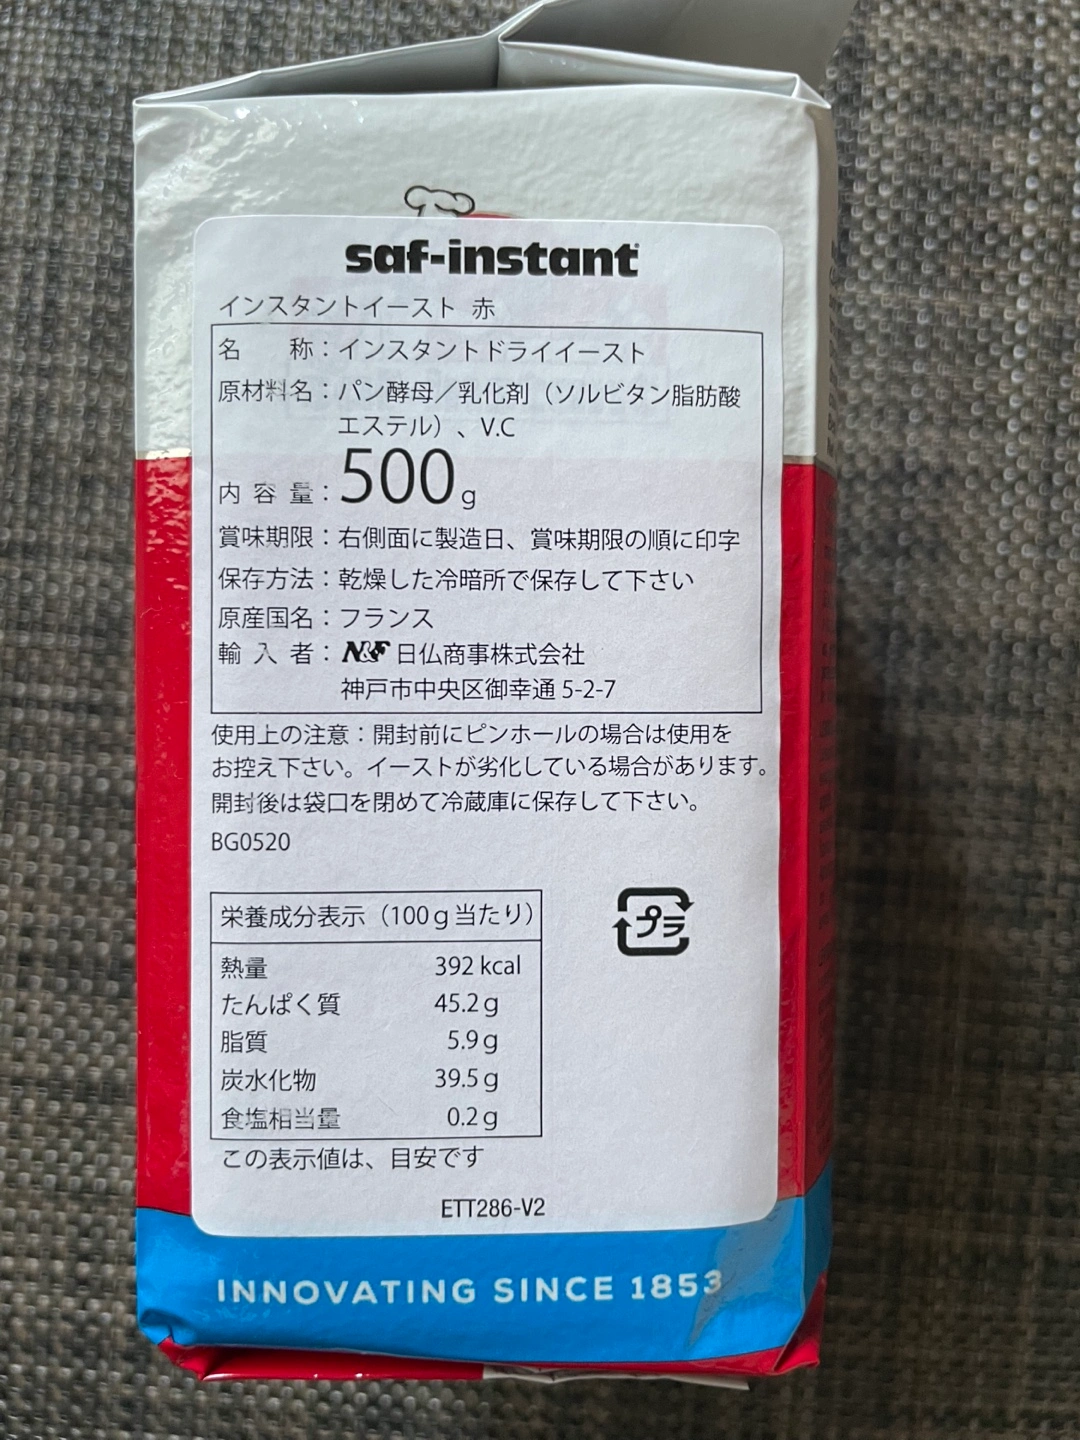 saf-instant
インスタントイースト 赤
名 称：インスタントドライイースト
原材料名：パン酵母／乳化剤（ソルビタン脂肪酸
エステル）、V.C
内 容 量：500g
賞味期限：右側面に製造日、賞味期限の順に印字
保存方法：乾燥した冷暗所で保存して下さい
原産国名：フランス
輸 入 者：N&F 日仏商事株式会社
神戸市中央区御幸通 5-2-7
使用上の注意：開封前にピンホールの場合は使用を
お控え下さい。イーストが劣化している場合があります。
開封後は袋口を閉めて冷蔵庫に保存して下さい。
BG0520
栄養成分表示（100g当たり）
熱量 392 kcal
たんぱく質 45.2g
脂質 5.9g
炭水化物 39.5g
食塩相当量 0.2g
この表示値は、目安です
プラ
ETT286-V2
INNOVATING SINCE 1853